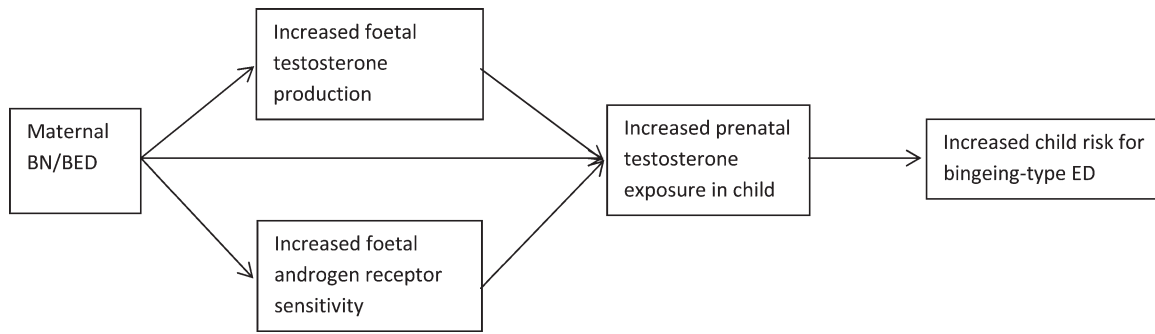 Maternal
BN/BED
Increased foetal
testosterone
production
Increased foetal
androgen receptor
sensitivity
Increased prenatal
testosterone
exposure in child
Increased child risk for
bingeing-type ED